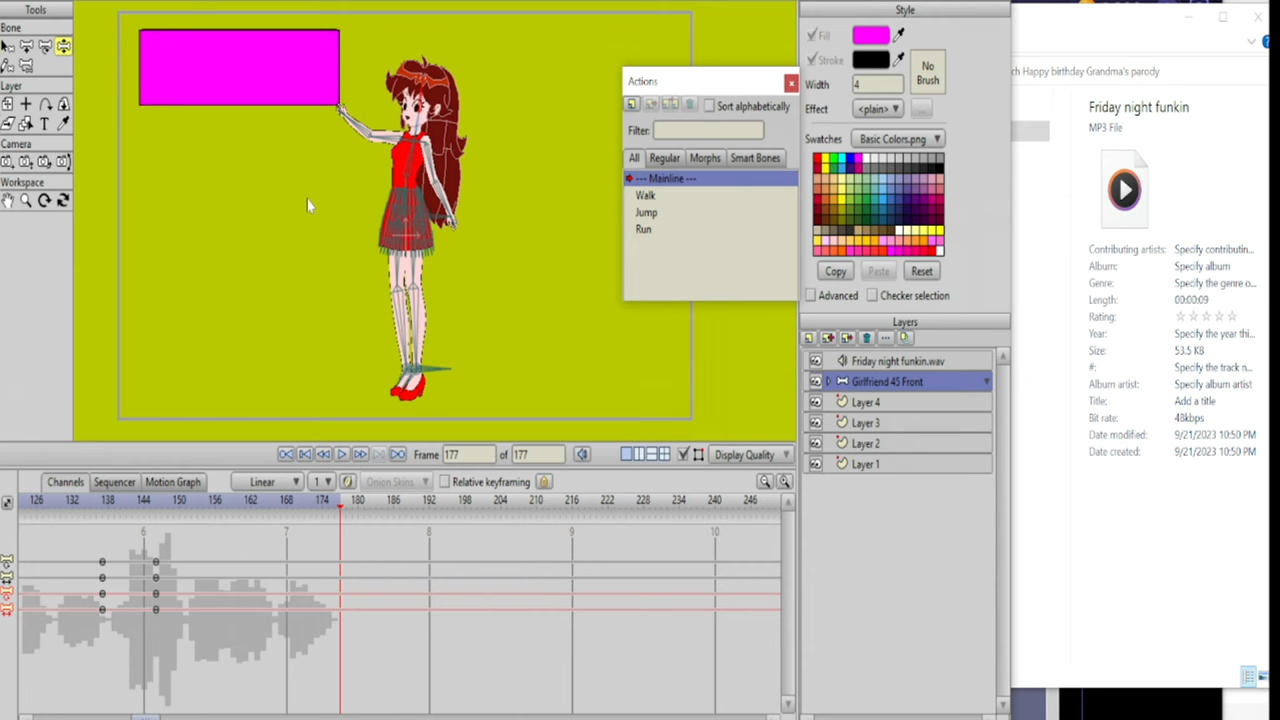 Tools
Bone
Layer
Camera
Workspace
Actions
Sort alphabetically
Filter:
All Regular Morphs Smart Bones
--- Mainline ---
Walk
Jump
Run
Style
Fill
Stroke
No
Brush
Width 4
Effect <plain>
Swatches Basic Colors.png
Copy Paste Reset
Advanced Checker selection
Layers
Friday night funkin.wav
Girlfriend 45 Front
Layer 4
Layer 3
Layer 2
Layer 1
Frame 177 of 177 Display Quality
Channels Sequencer Motion Graph Linear 1 Onion Skins Relative keyframing
126 132 138 144 150 156 162 168 174 180 186 192 198 204 210 216 222 228 234 240 246
6 7 8 9 10
ch Happy birthday Grandma's parody
Friday night funkin
MP3 File
Contributing artists: Specify contributin...
Album: Specify album
Genre: Specify the genre o...
Length: 00:00:09
Rating:
Year: Specify the year thi...
Size: 53.5 KB
#: Specify the track n...
Album artist: Specify album artist
Title: Add a title
Bit rate: 48kbps
Date modified: 9/21/2023 10:50 PM
Date created: 9/21/2023 10:50 PM